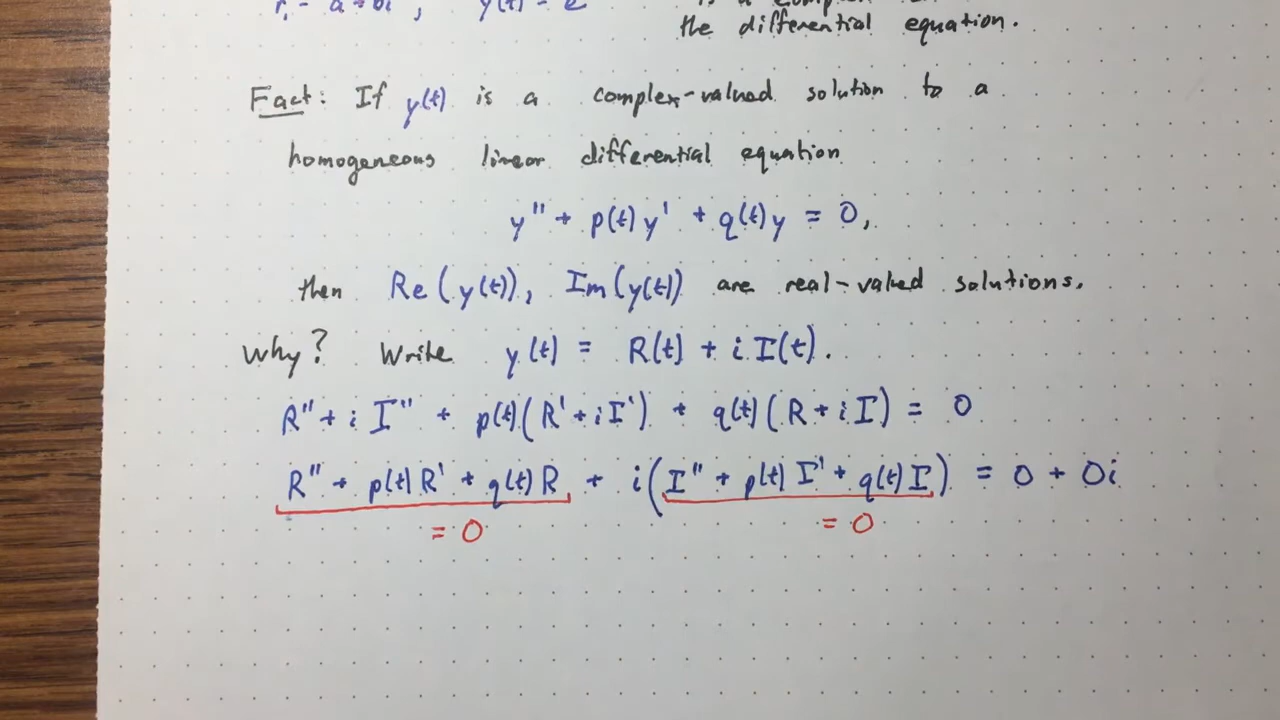 the differential equation.
Fact: If y(t) is a complex-valued solution to a
homogeneous linear differential equation
y'' + p(t)y' + q(t)y = 0,
then Re(y(t)), Im(y(t)) are real-valued solutions.
Why? Write y(t) = R(t) + i I(t).
R'' + i I'' + p(t)(R' + i I') + q(t)(R + i I) = 0
R'' + p(t)R' + q(t)R + i(I'' + p(t)I' + q(t)I) = 0 + 0i
= 0 = 0